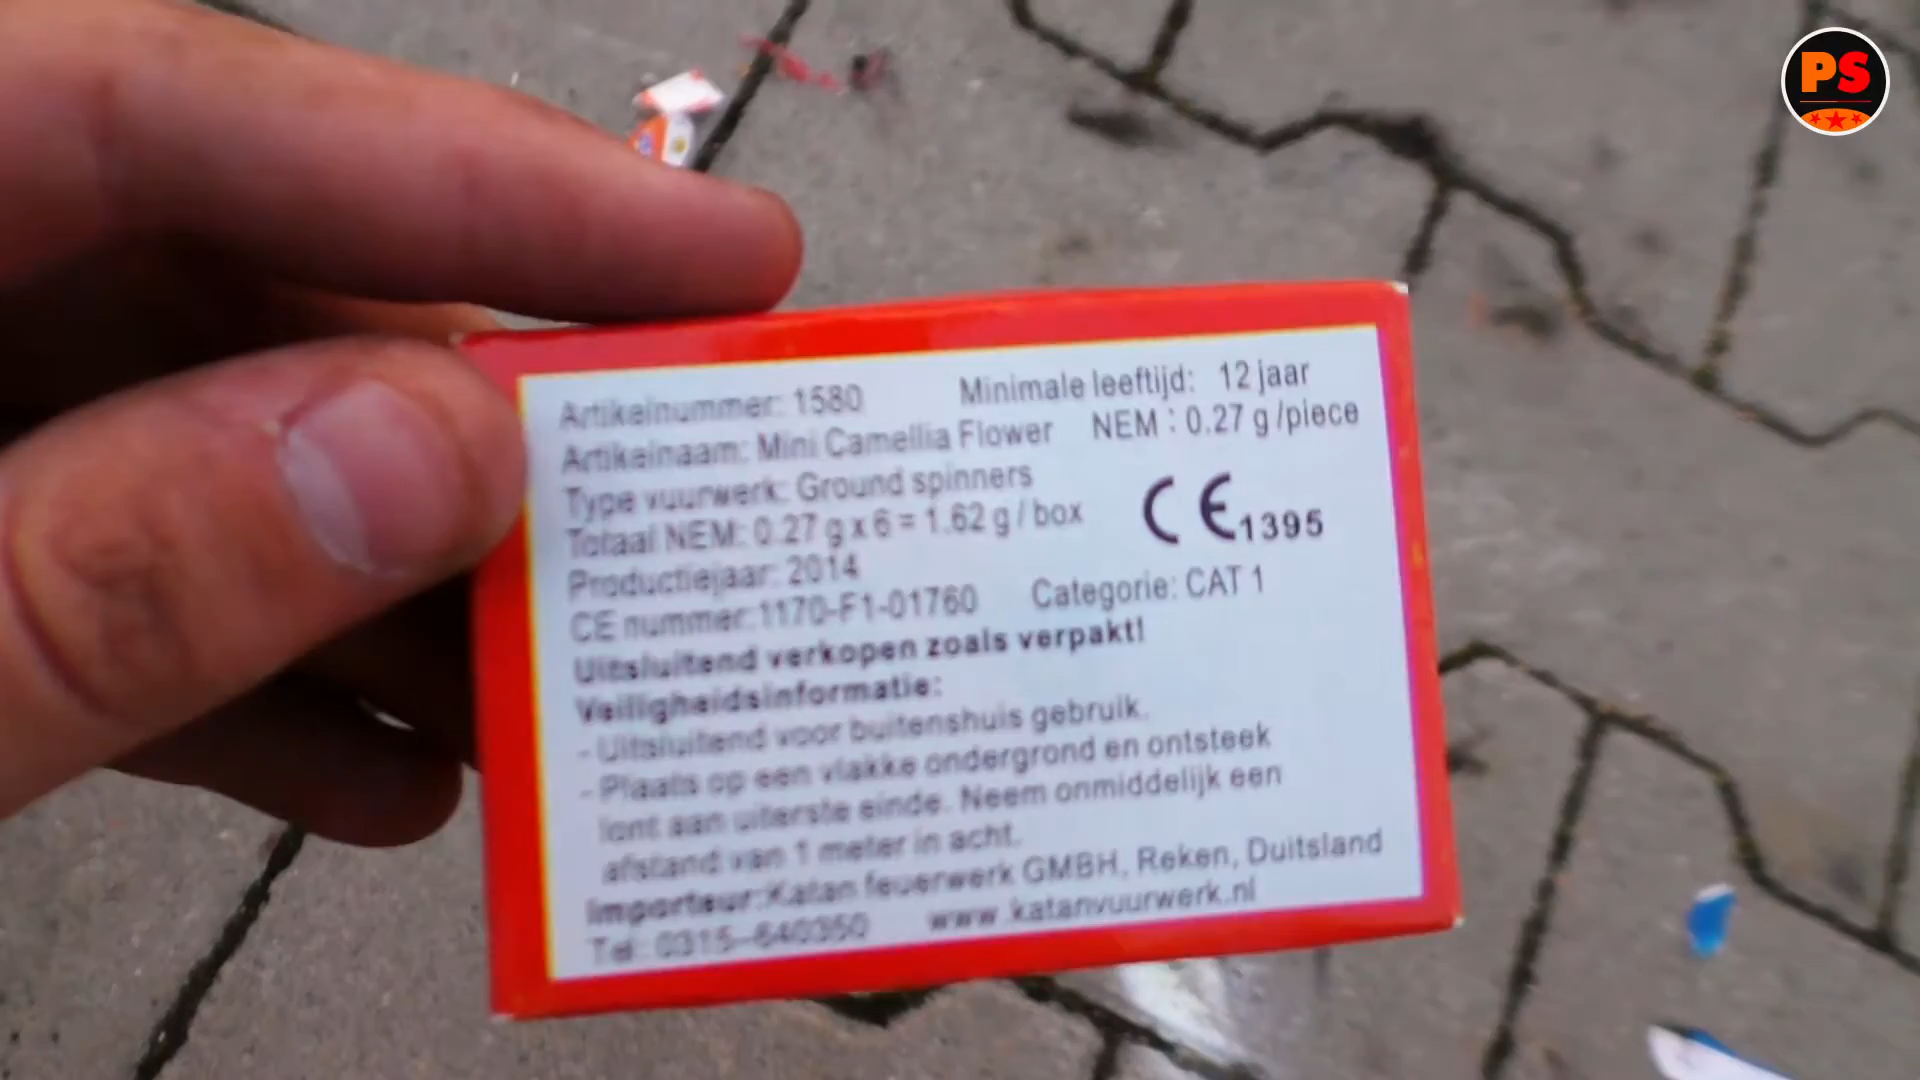 PS
Artikelnummer: 1580 Minimale leeftijd: 12 jaar
Artikelnaam: Mini Camellia Flower NEM : 0.27 g /piece
Type vuurwerk: Ground spinners
Totaal NEM: 0.27 g x 6 = 1.62 g / box
CE 1395
Productiejaar: 2014
CE nummer: 1170-F1-01760 Categorie: CAT 1
Uitsluitend verkopen zoals verpakt!
Veiligheidsinformatie:
- Uitsluitend voor buitenshuis gebruik.
- Plaats op een vlakke ondergrond en ontsteek
lont aan uiterste einde. Neem onmiddelijk een
afstand van 1 meter in acht.
Importeur: Katan feuerwerk GMBH, Reken, Duitsland
Tel: 0315-640350 www.katanvuurwerk.nl